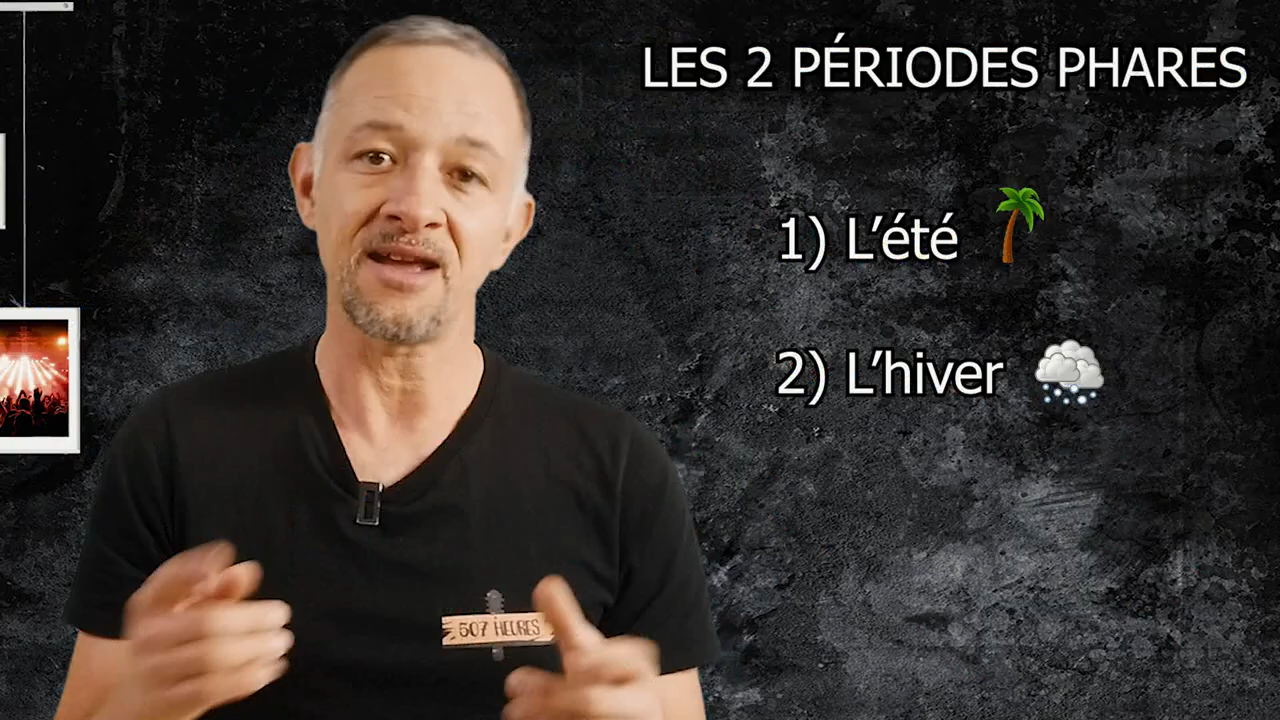 LES 2 PÉRIODES PHARES
1) L'été
2) L'hiver
507 HEURES